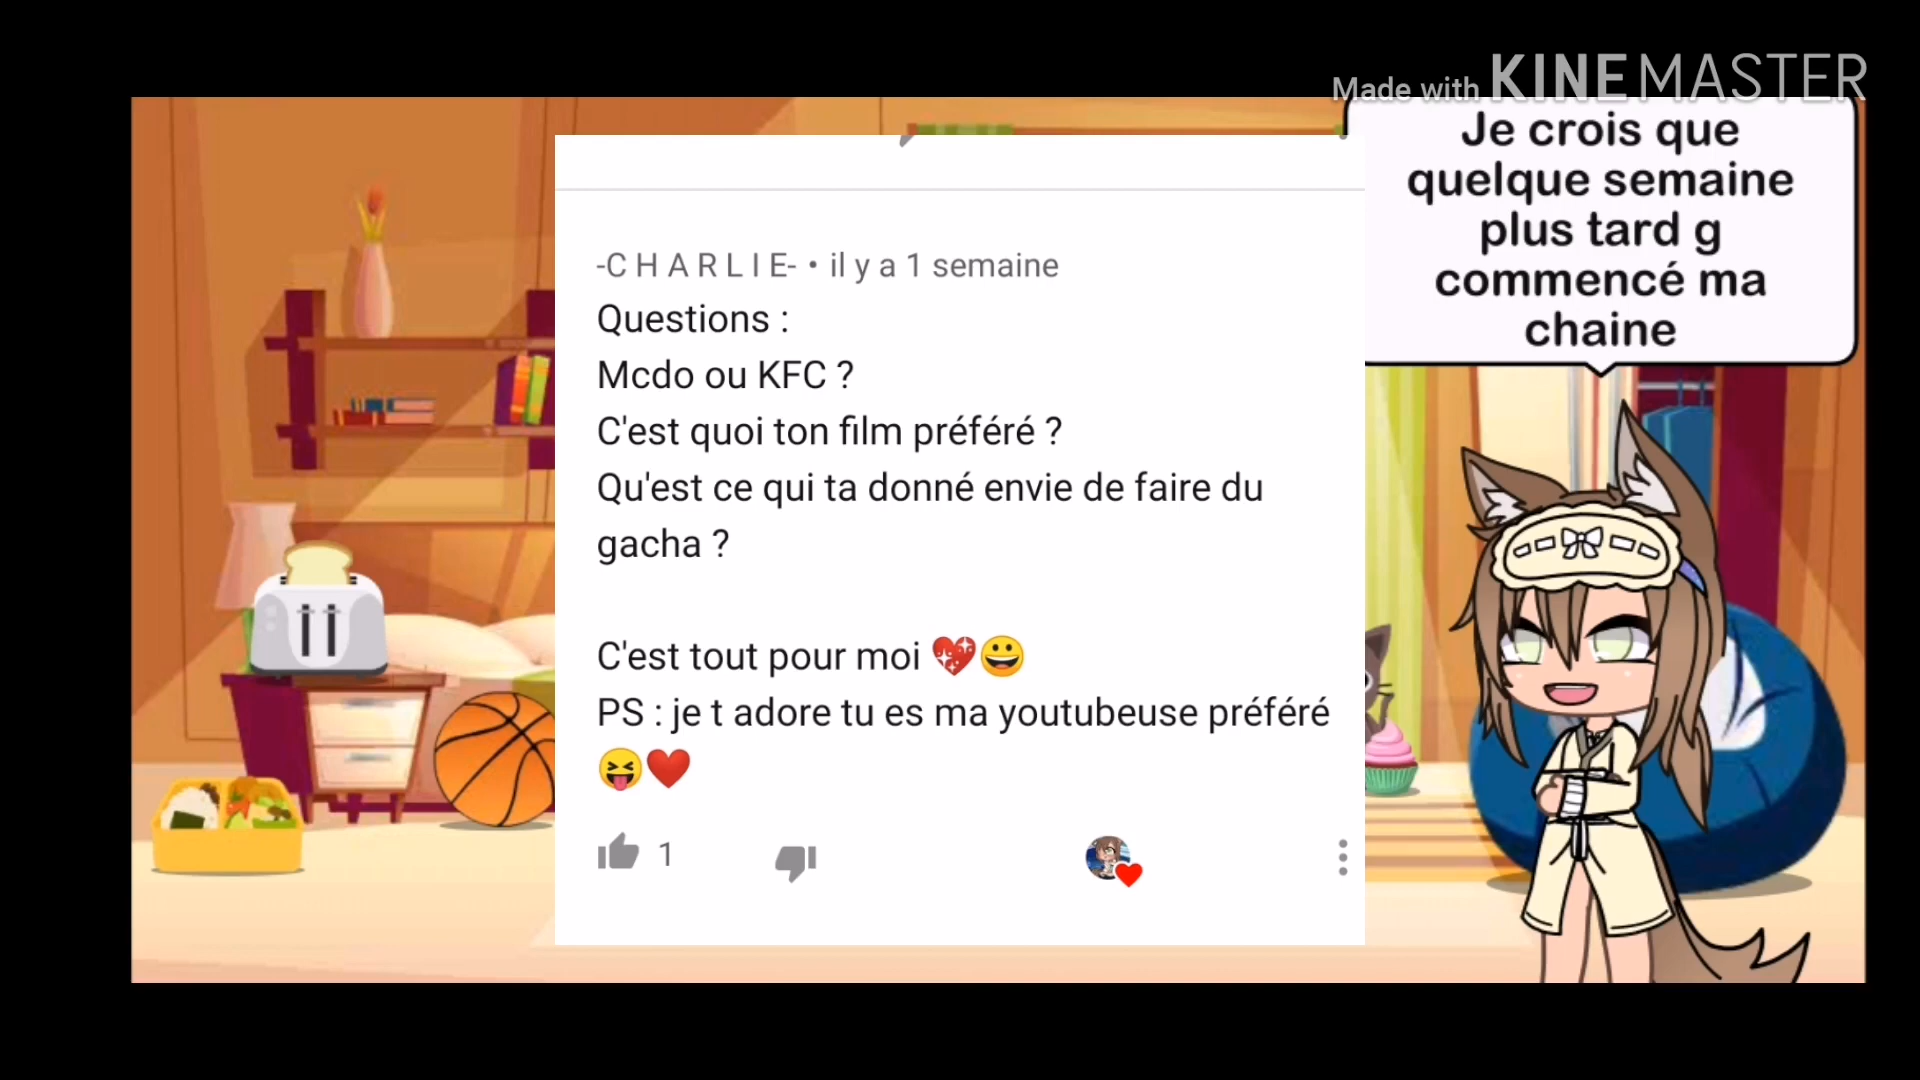 Made with KINEMASTER
Je crois que
quelque semaine
plus tard g
commencé ma
chaine
-C H A R L I E- • il y a 1 semaine
Questions :
Mcdo ou KFC ?
C'est quoi ton film préféré ?
Qu'est ce qui ta donné envie de faire du
gacha ?
C'est tout pour moi 💖😀
PS : je t adore tu es ma youtubeuse préféré
😝❤️
1